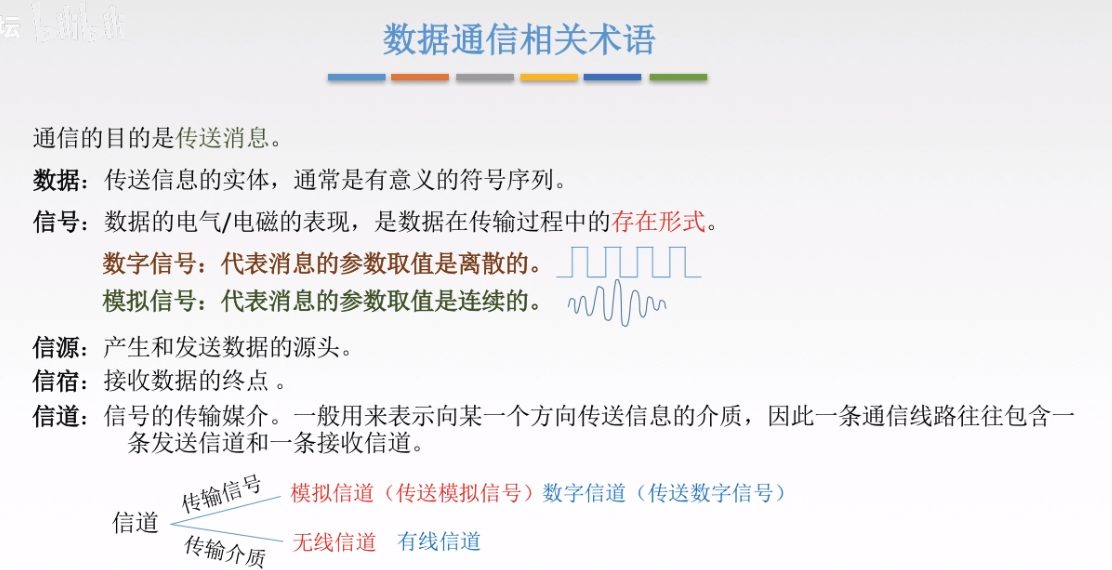 坛
数据通信相关术语
通信的目的是传送消息。
数据：传送信息的实体，通常是有意义的符号序列。
信号：数据的电气/电磁的表现，是数据在传输过程中的存在形式。
数字信号：代表消息的参数取值是离散的。
模拟信号：代表消息的参数取值是连续的。
信源：产生和发送数据的源头。
信宿：接收数据的终点 。
信道：信号的传输媒介。一般用来表示向某一个方向传送信息的介质，因此一条通信线路往往包含一
条发送信道和一条接收信道。
传输信号
模拟信道（传送模拟信号）数字信道（传送数字信号）
信道
传输介质
无线信道 有线信道